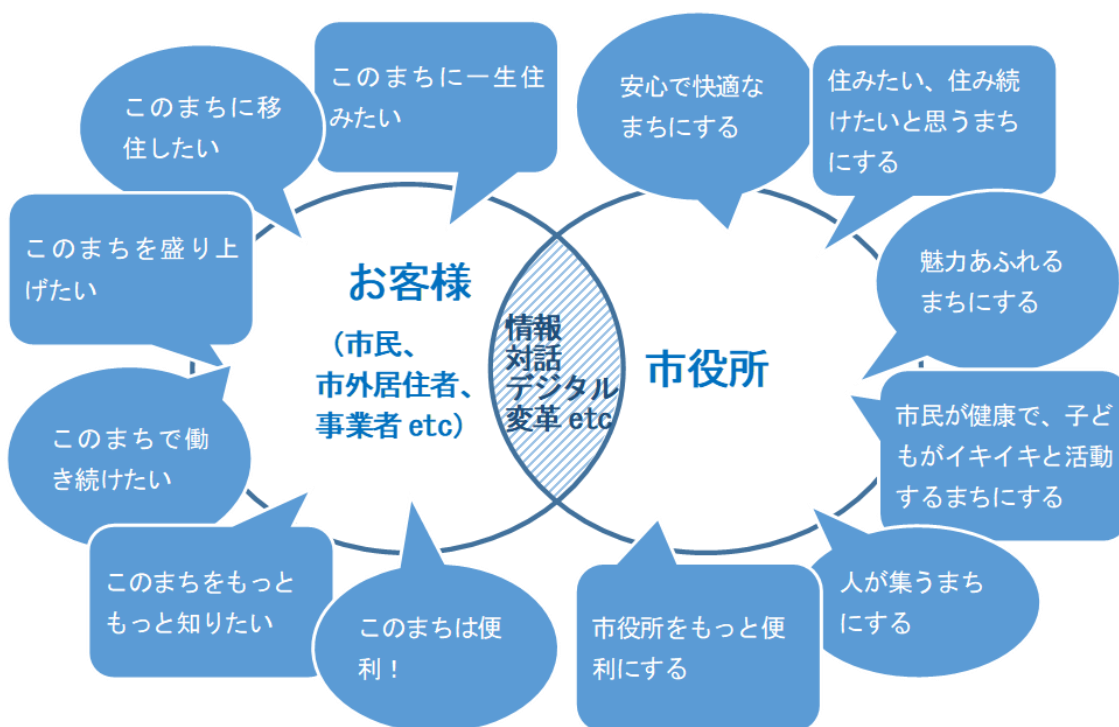 このまちに一生住
みたい
このまちに移
住したい
このまちを盛り上
げたい
このまちで働
き続けたい
このまちをもっと
もっと知りたい
このまちは便
利！
お客様
（市民、
市外居住者、
事業者 etc）
情報
対話
デジタル
変革 etc
市役所
安心で快適な
まちにする
住みたい、住み続
けたいと思うまち
にする
魅力あふれる
まちにする
市民が健康で、子ど
もがイキイキと活動
するまちにする
人が集うまち
にする
市役所をもっと便
利にする